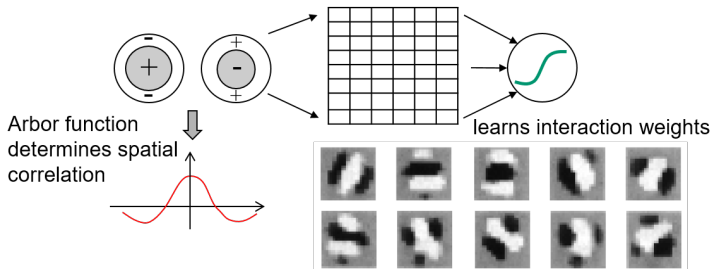 -
+
-
+
-
+
Arbor function
determines spatial
correlation
learns interaction weights